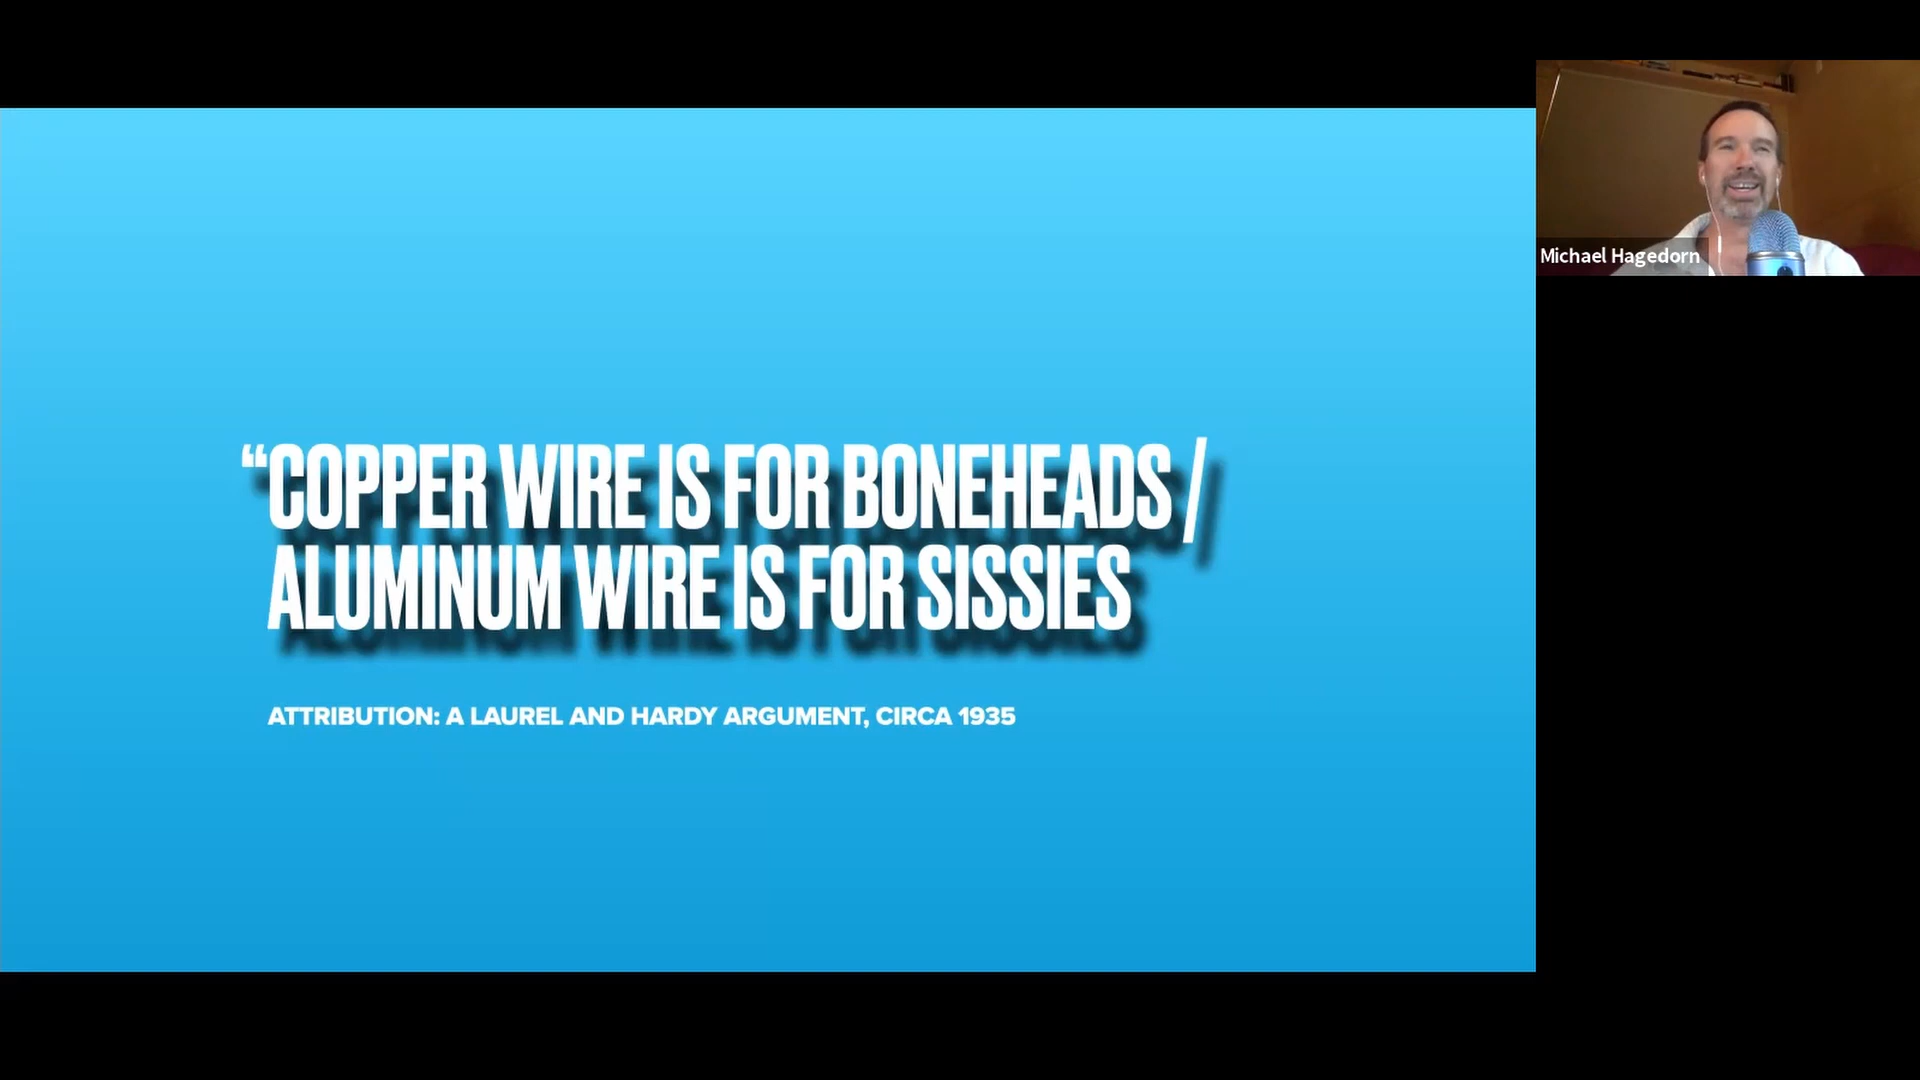 “COPPER WIRE IS FOR BONEHEADS /
ALUMINUM WIRE IS FOR SISSIES
ATTRIBUTION: A LAUREL AND HARDY ARGUMENT, CIRCA 1935
Michael Hagedorn